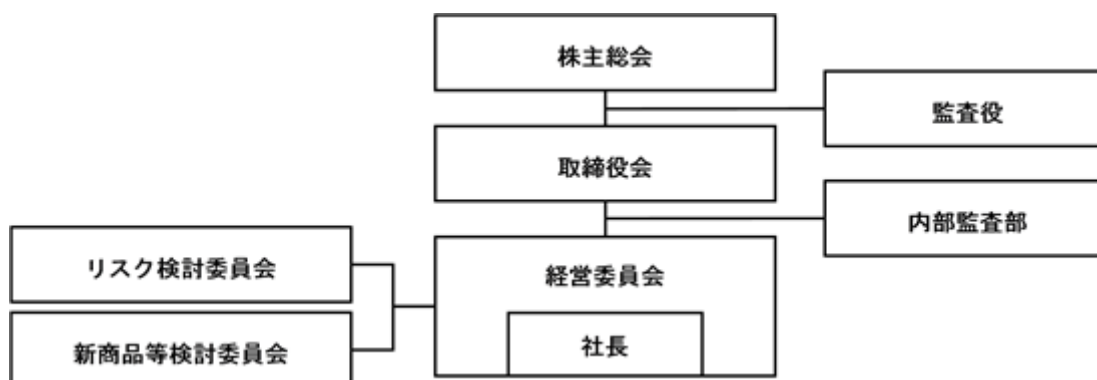 株主総会
監査役
取締役会
内部監査部
リスク検討委員会
経営委員会
社長
新商品等検討委員会